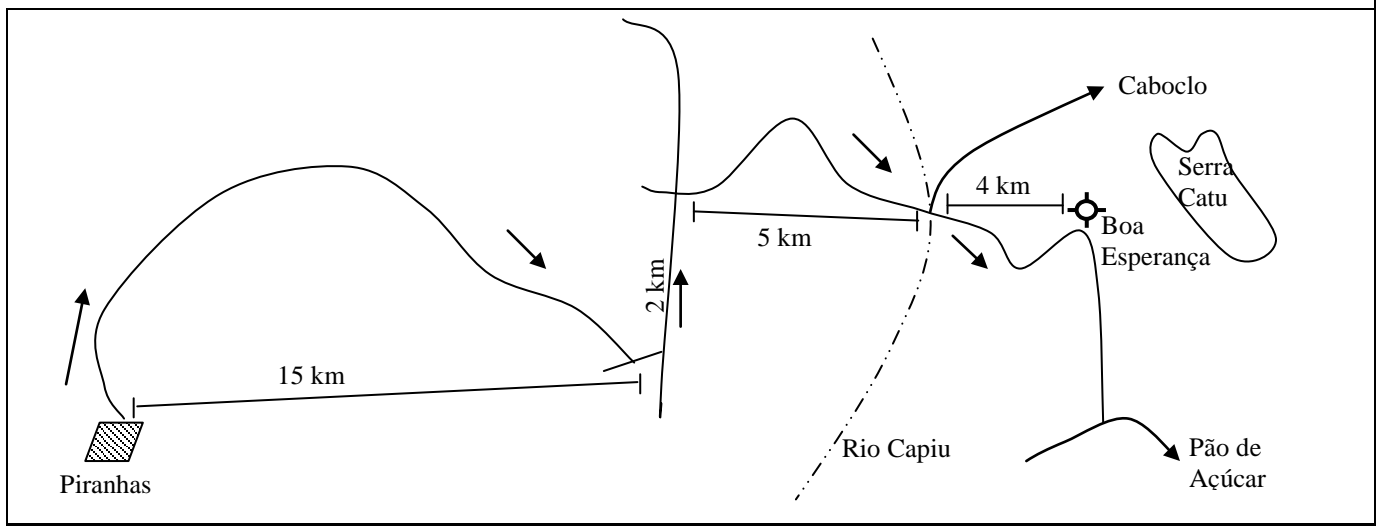 Caboclo
Serra
Catu
4 km
Boa
Esperança
5 km
2 km
15 km
Rio Capiu
Pão de
Açúcar
Piranhas